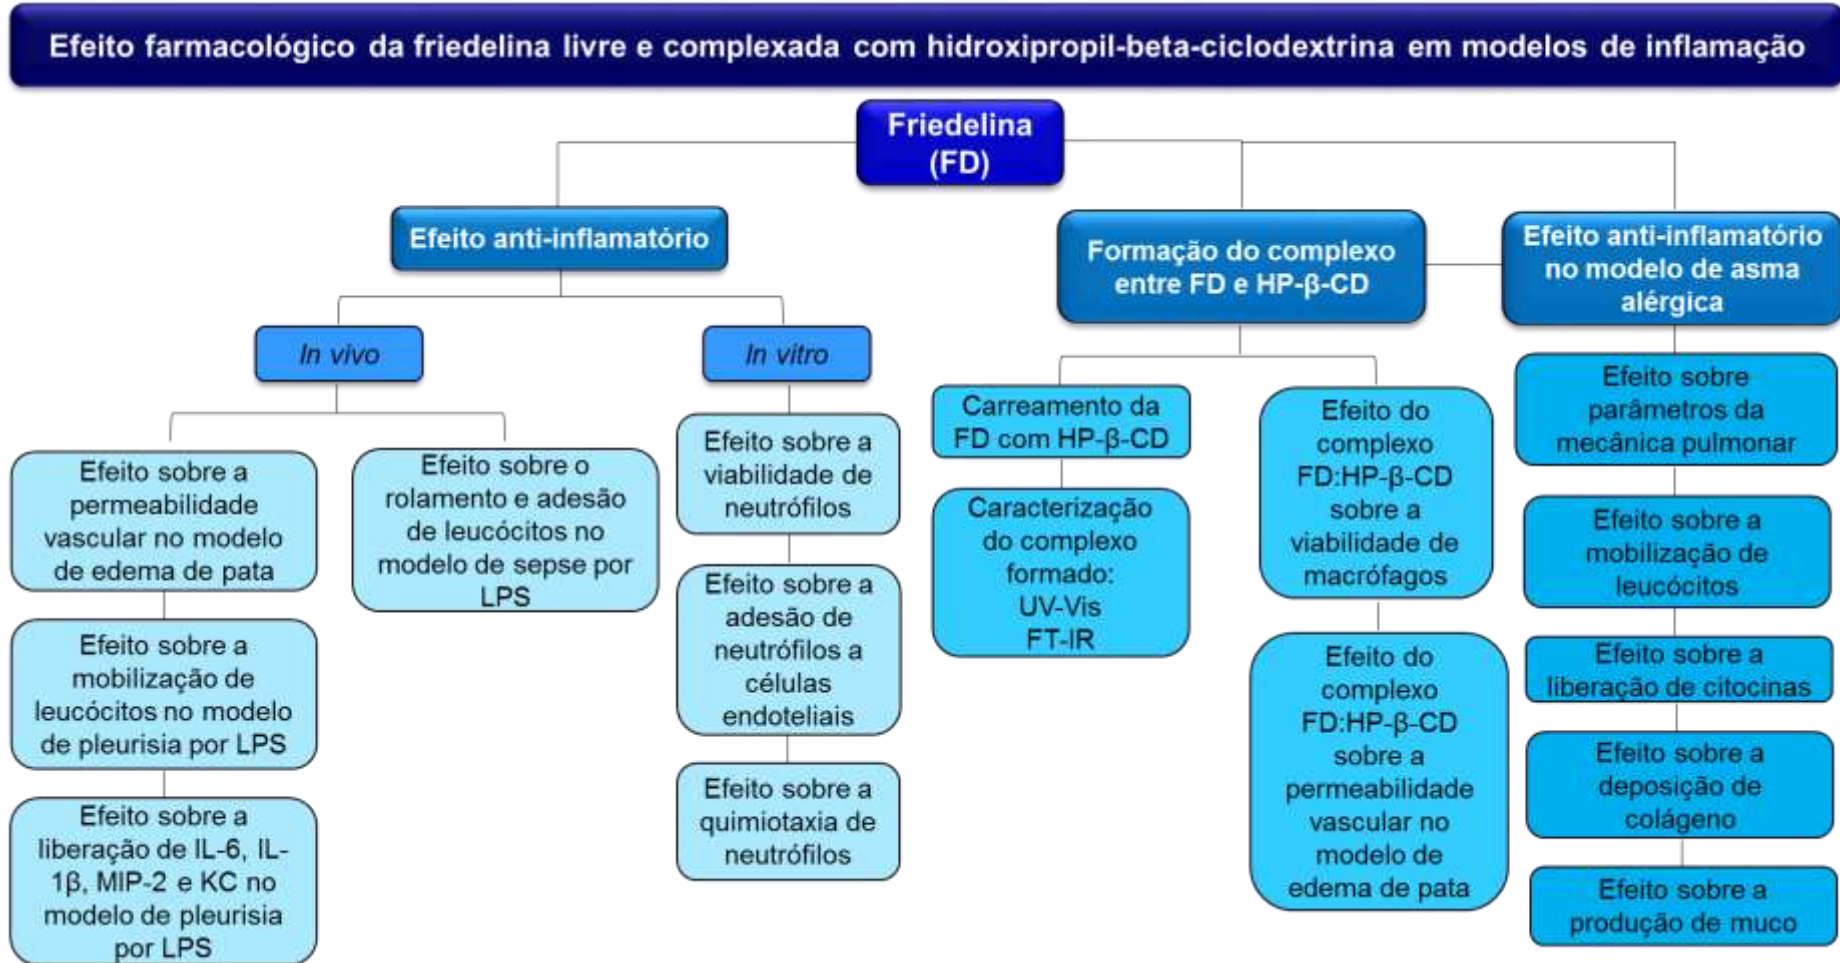 Efeito farmacológico da friedelina livre e complexada com hidroxipropil-beta-ciclodextrina em modelos de inflamação
Friedelina
(FD)
Efeito anti-inflamatório
In vivo
Efeito sobre a
permeabilidade
vascular no modelo
de edema de pata
Efeito sobre a
mobilização de
leucócitos no modelo
de pleurisia por LPS
Efeito sobre a
liberação de IL-6, IL-
1β, MIP-2 e KC no
modelo de pleurisia
por LPS
Efeito sobre o
rolamento e adesão
de leucócitos no
modelo de sepse por
LPS
In vitro
Efeito sobre a
viabilidade de
neutrófilos
Efeito sobre a
adesão de
neutrófilos a
células
endoteliais
Efeito sobre a
quimiotaxia de
neutrófilos
Formação do complexo
entre FD e HP-β-CD
Carreamento da
FD com HP-β-CD
Caracterização
do complexo
formado:
UV-Vis
FT-IR
Efeito do
complexo
FD:HP-β-CD
sobre a
viabilidade de
macrófagos
Efeito do
complexo
FD:HP-β-CD
sobre a
permeabilidade
vascular no
modelo de
edema de pata
Efeito anti-inflamatório
no modelo de asma
alérgica
Efeito sobre
parâmetros da
mecânica pulmonar
Efeito sobre a
mobilização de
leucócitos
Efeito sobre a
liberação de citocinas
Efeito sobre a
deposição de
colágeno
Efeito sobre a
produção de muco